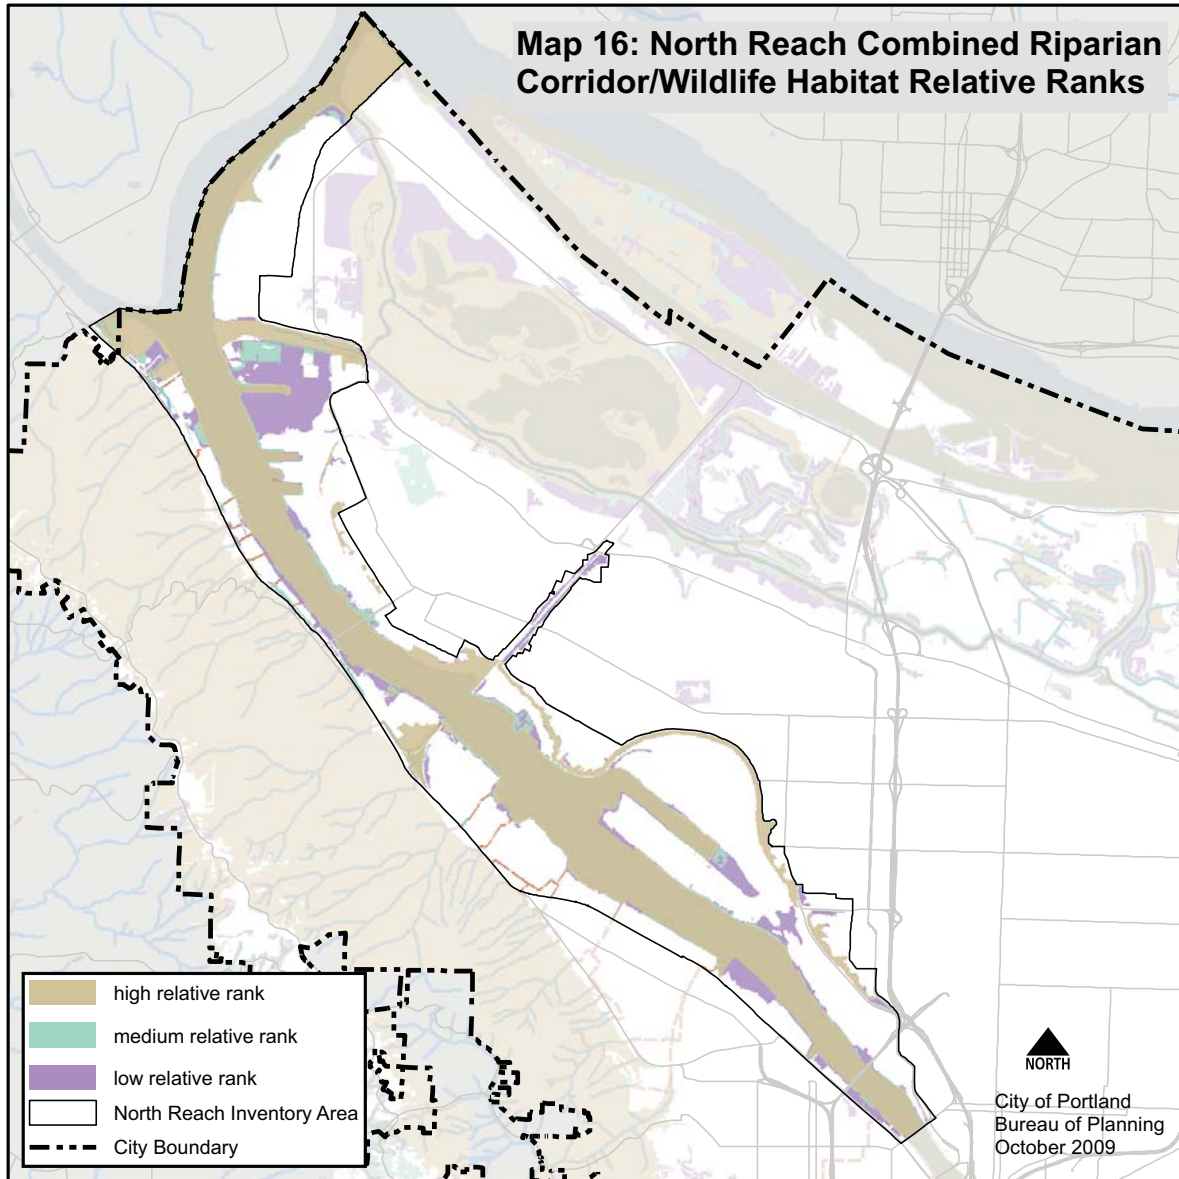 Map 16: North Reach Combined Riparian
Corridor/Wildlife Habitat Relative Ranks
high relative rank
medium relative rank
low relative rank
North Reach Inventory Area
City Boundary
NORTH
City of Portland
Bureau of Planning
October 2009